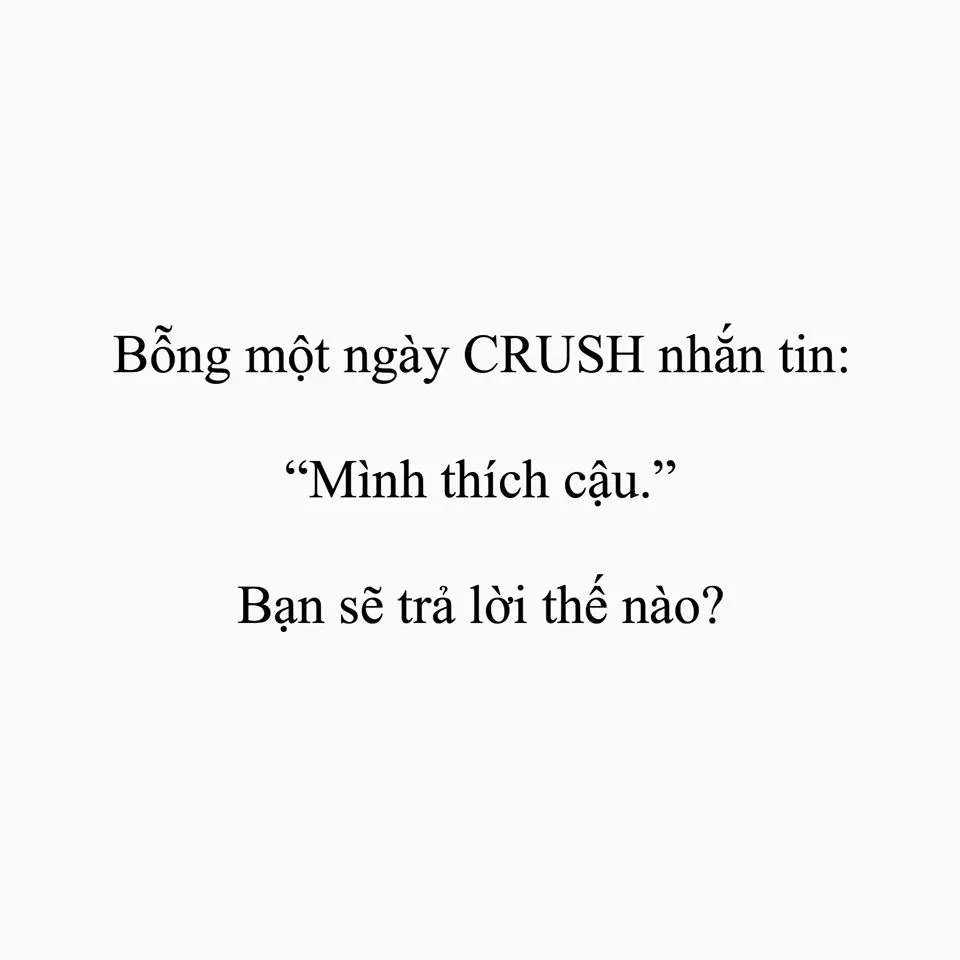 Bỗng một ngày CRUSH nhắn tin:
“Mình thích cậu.”
Bạn sẽ trả lời thế nào?